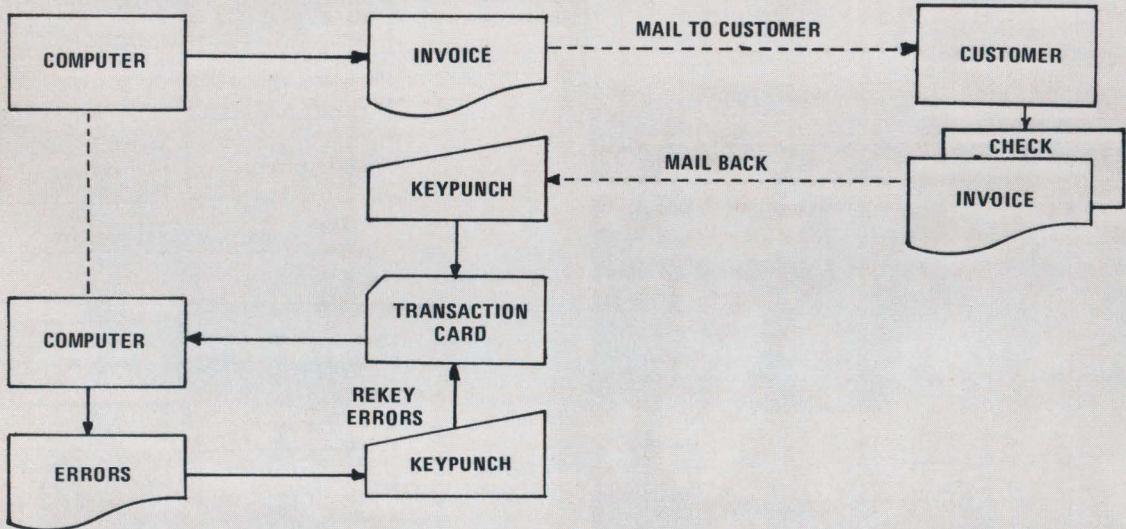 COMPUTER
INVOICE
MAIL TO CUSTOMER
CUSTOMER
CHECK
INVOICE
MAIL BACK
KEYPUNCH
TRANSACTION
CARD
COMPUTER
REKEY
ERRORS
KEYPUNCH
ERRORS